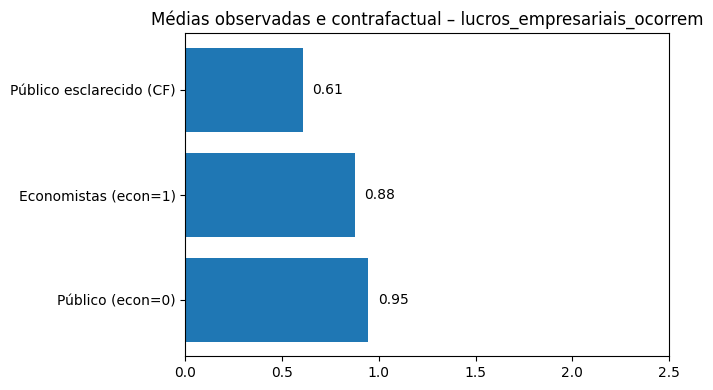 Médias observadas e contrafactual – lucros_empresariais_ocorrem
Público esclarecido (CF)
0.61
Economistas (econ=1)
0.88
Público (econ=0)
0.95
0.0 0.5 1.0 1.5 2.0 2.5